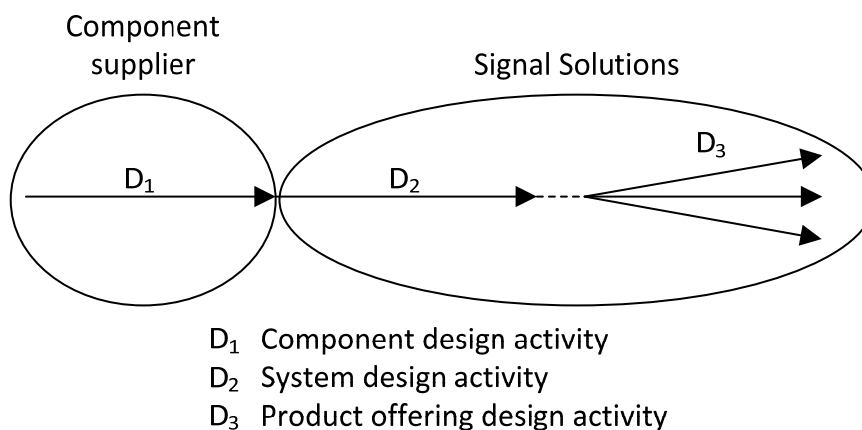 Component
supplier
Signal Solutions
D₁
D₂
D₃
D₁ Component design activity
D₂ System design activity
D₃ Product offering design activity